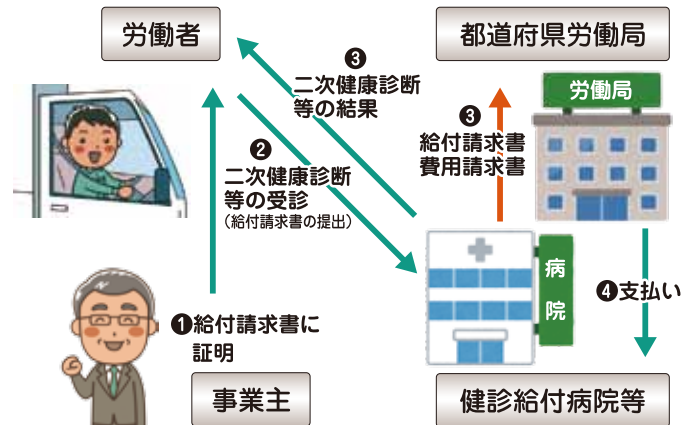 労働者
都道府県労働局
❸
二次健康診断
等の結果
労働局
❸
給付請求書
費用請求書
❷
二次健康診断
等の受診
(給付請求書の提出)
病
院
❹支払い
❶給付請求書に
証明
事業主
健診給付病院等